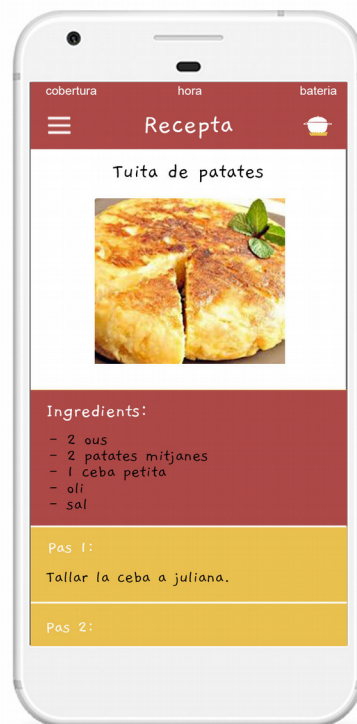 cobertura hora bateria
Recepta
Tuita de patates
Ingredients:
- 2 ous
- 2 patates mitjanes
- 1 ceba petita
- oli
- sal
Pas 1:
Tallar la ceba a juliana.
Pas 2: